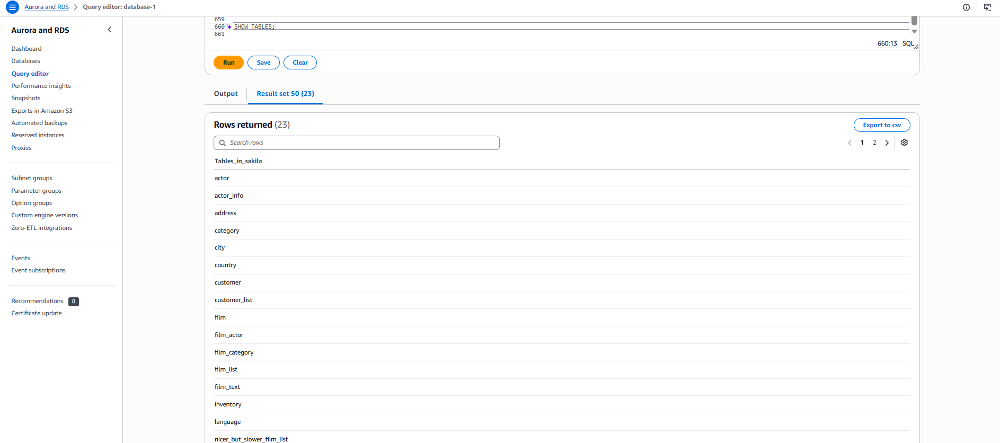 Aurora and RDS > Query editor: database-1
Aurora and RDS
Dashboard
Databases
Query editor
Performance insights
Snapshots
Exports in Amazon S3
Automated backups
Reserved instances
Proxies
Subnet groups
Parameter groups
Option groups
Custom engine versions
Zero-ETL integrations
Events
Event subscriptions
Recommendations 0
Certificate update
659
660 SHOW TABLES;
661
660:13 SQL
Run Save Clear
Output Result set 50 (23)
Rows returned (23)
Export to csv
Search rows
1 2
Tables_in_sakila
actor
actor_info
address
category
city
country
customer
customer_list
film
film_actor
film_category
film_list
film_text
inventory
language
nicer_but_slower_film_list